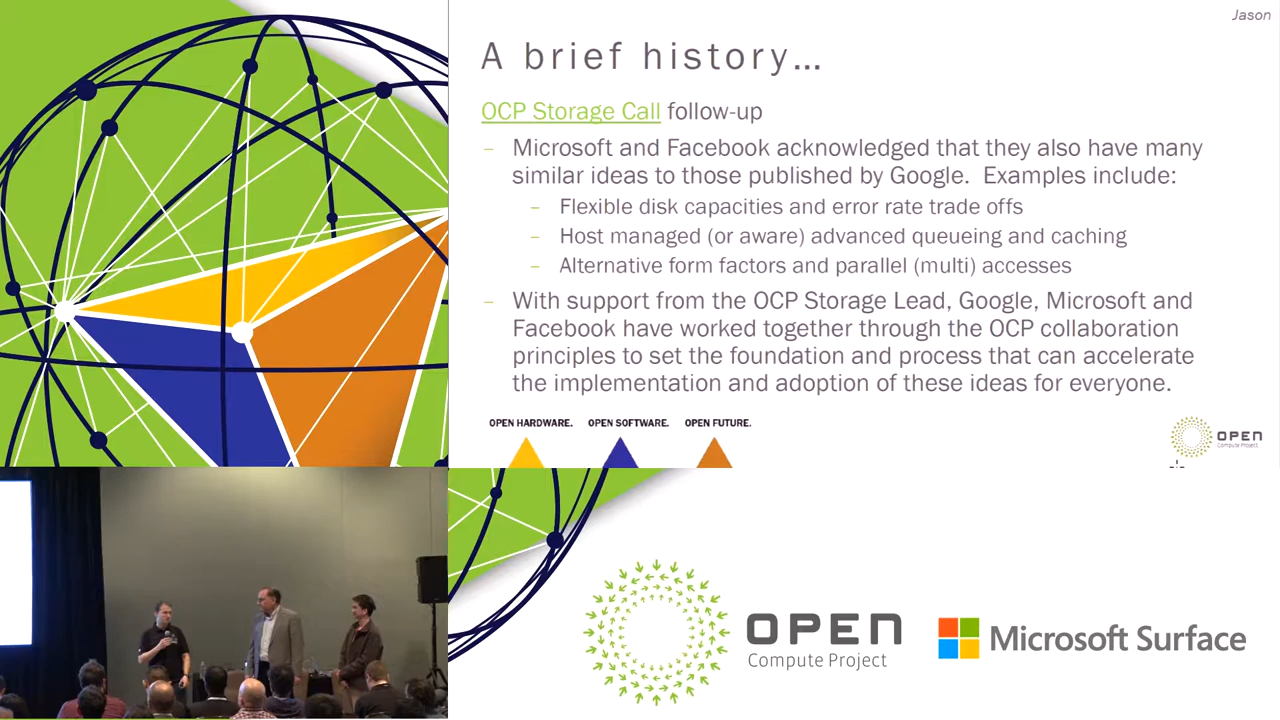 Jason
A brief history...
OCP Storage Call follow-up
– Microsoft and Facebook acknowledged that they also have many
similar ideas to those published by Google. Examples include:
– Flexible disk capacities and error rate trade offs
– Host managed (or aware) advanced queueing and caching
– Alternative form factors and parallel (multi) accesses
– With support from the OCP Storage Lead, Google, Microsoft and
Facebook have worked together through the OCP collaboration
principles to set the foundation and process that can accelerate
the implementation and adoption of these ideas for everyone.
OPEN HARDWARE. OPEN SOFTWARE. OPEN FUTURE.
OPEN
Compute Project
OPEN
Compute Project
Microsoft Surface